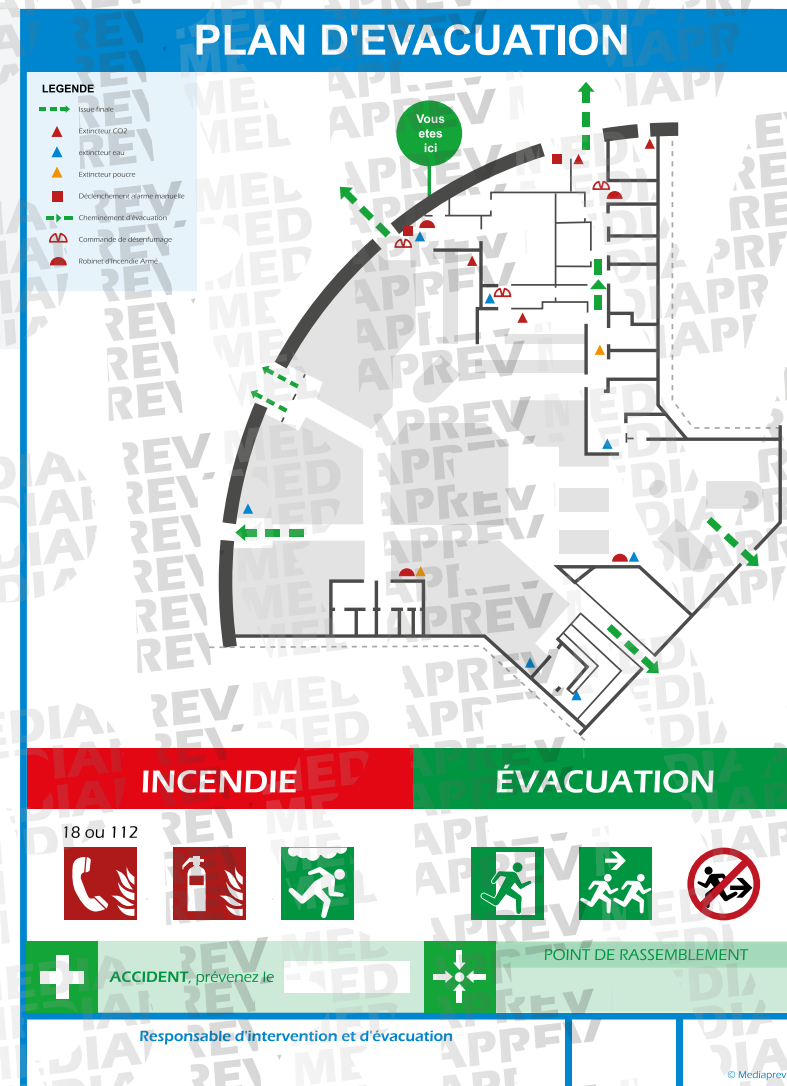 PLAN D'EVACUATION
LEGENDE
Issue finale
Extincteur CO2
extincteur eau
Extincteur poucre
Déclenchement alarme manuelle
Cheminement d'évacuation
Commande de désenfumage
Robinet d'Incendie Armé
Vous
etes
ici
INCENDIE
ÉVACUATION
18 ou 112
ACCIDENT, prévenez le
POINT DE RASSEMBLEMENT
Responsable d'intervention et d'évacuation
© Mediaprev